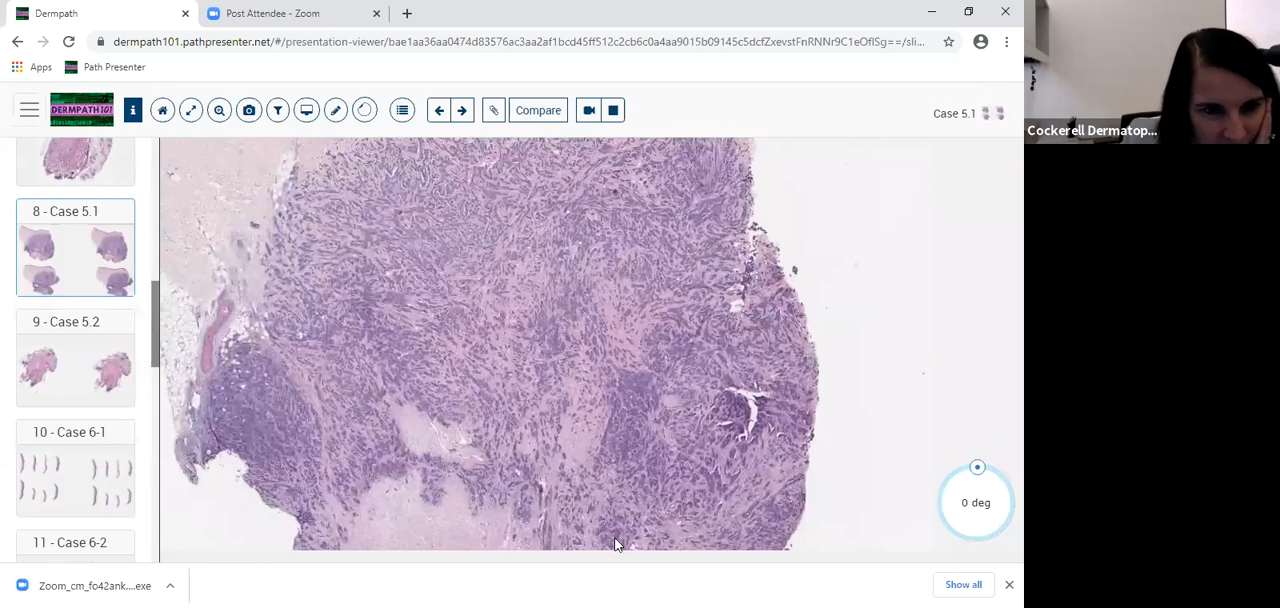 Dermpath
Post Attendee - Zoom
dermpath101.pathpresenter.net/#/presentation-viewer/bae1aa36aa0474d83576ac3aa2af1bcd45ff512c2cb6c0a4aa9015b09145c5dcfZxevstFnRNNr9C1eOflSg==/sli...
Apps
Path Presenter
DERMPATH101
Compare
Case 5.1
8 - Case 5.1
9 - Case 5.2
10 - Case 6-1
11 - Case 6-2
0 deg
Zoom_cm_fo42ank....exe
Show all
Cockerell Dermatop...